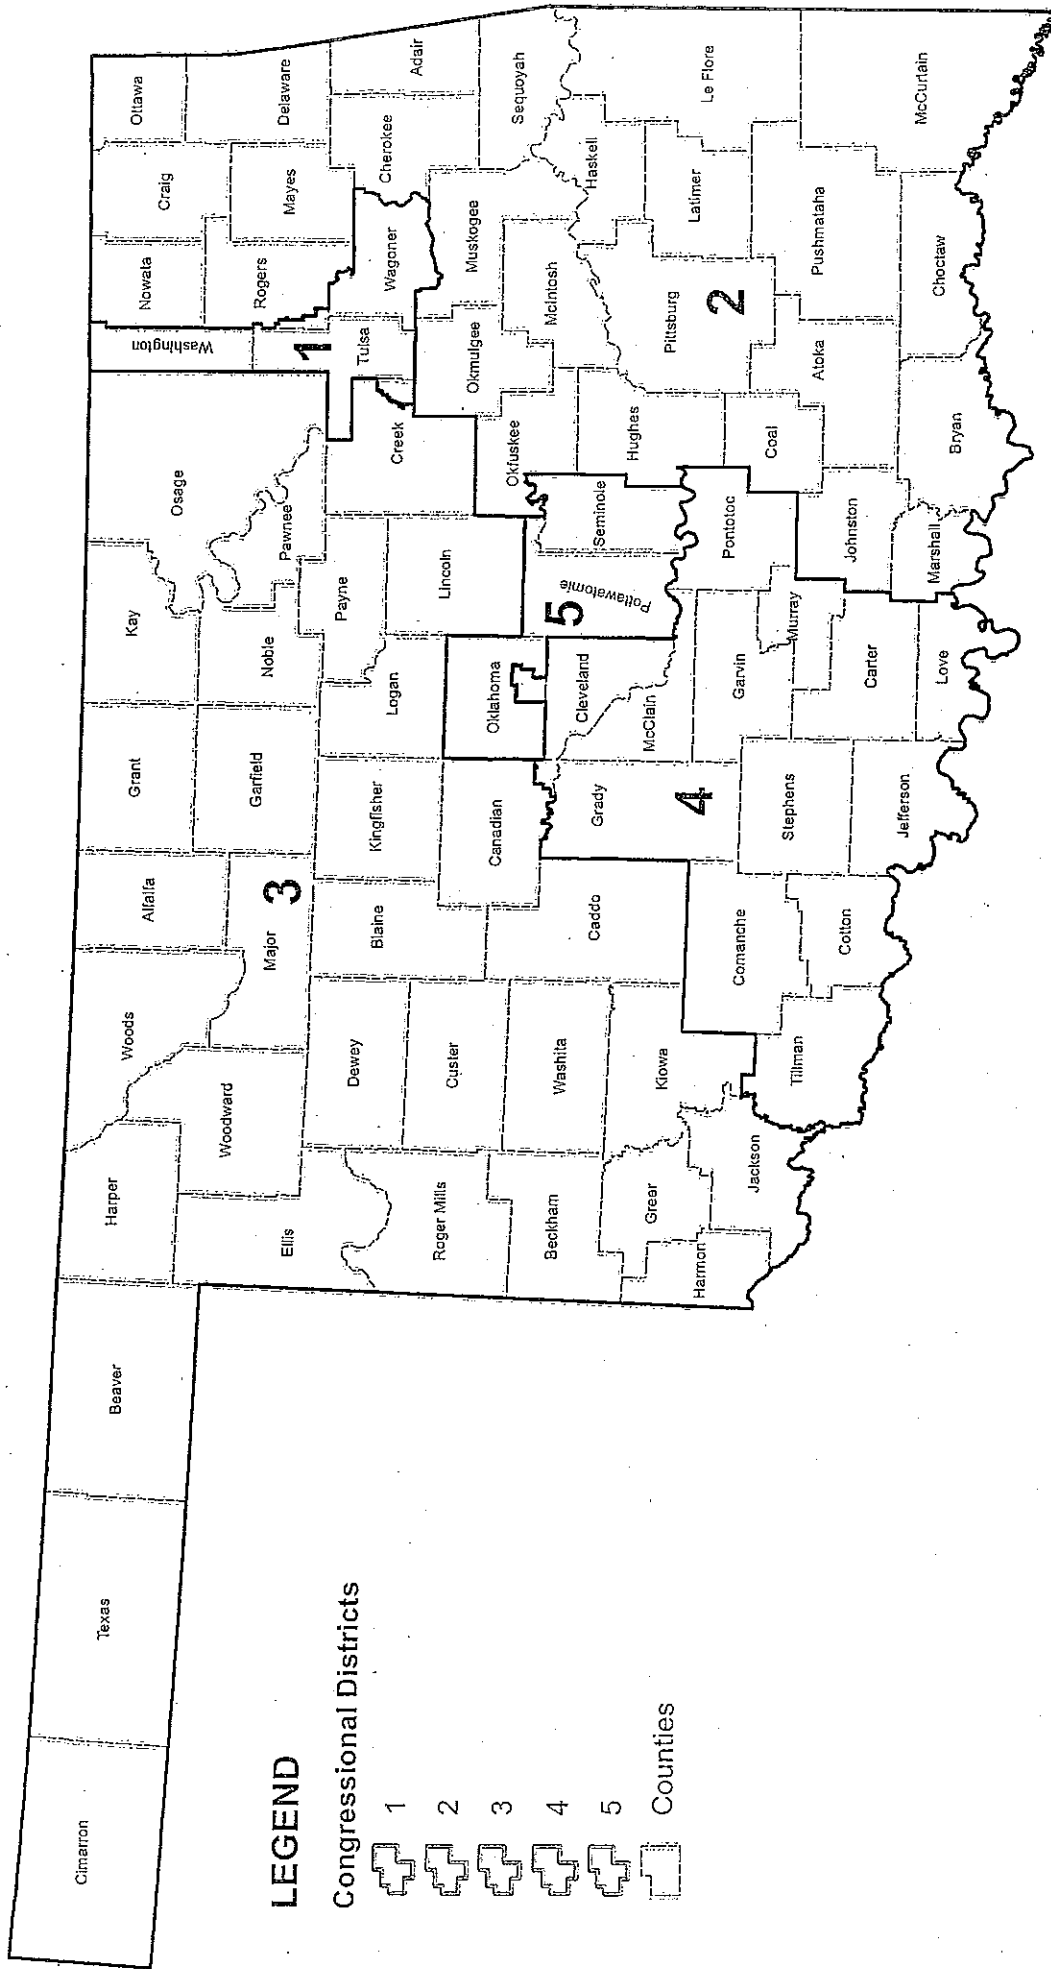 Cimarron
Texas
Beaver
Harper
Woods
Alfalfa
Grant
Kay
Osage
Washington
Nowata
Craig
Ottawa
Ellis
Woodward
Major
3
Garfield
Noble
Pawnee
1
Tulsa
Rogers
Mayes
Delaware
Roger Mills
Dewey
Blaine
Kingfisher
Logan
Payne
Creek
Wagoner
Cherokee
Adair
Custer
Canadian
Oklahoma
Lincoln
Okmulgee
Muskogee
Sequoyah
Beckham
Washita
Caddo
Grady
Cleveland
5
Pottawatomie
Seminole
Okfuskee
McIntosh
Haskell
Greer
Kiowa
McClain
Hughes
Pittsburg
2
Latimer
Le Flore
Harmon
Jackson
Comanche
4
Garvin
Pontotoc
Coal
Tillman
Stephens
Murray
Johnston
Atoka
Pushmataha
McCurtain
Cotton
Jefferson
Carter
Love
Marshall
Bryan
Choctaw
LEGEND
Congressional Districts
1
2
3
4
5
Counties